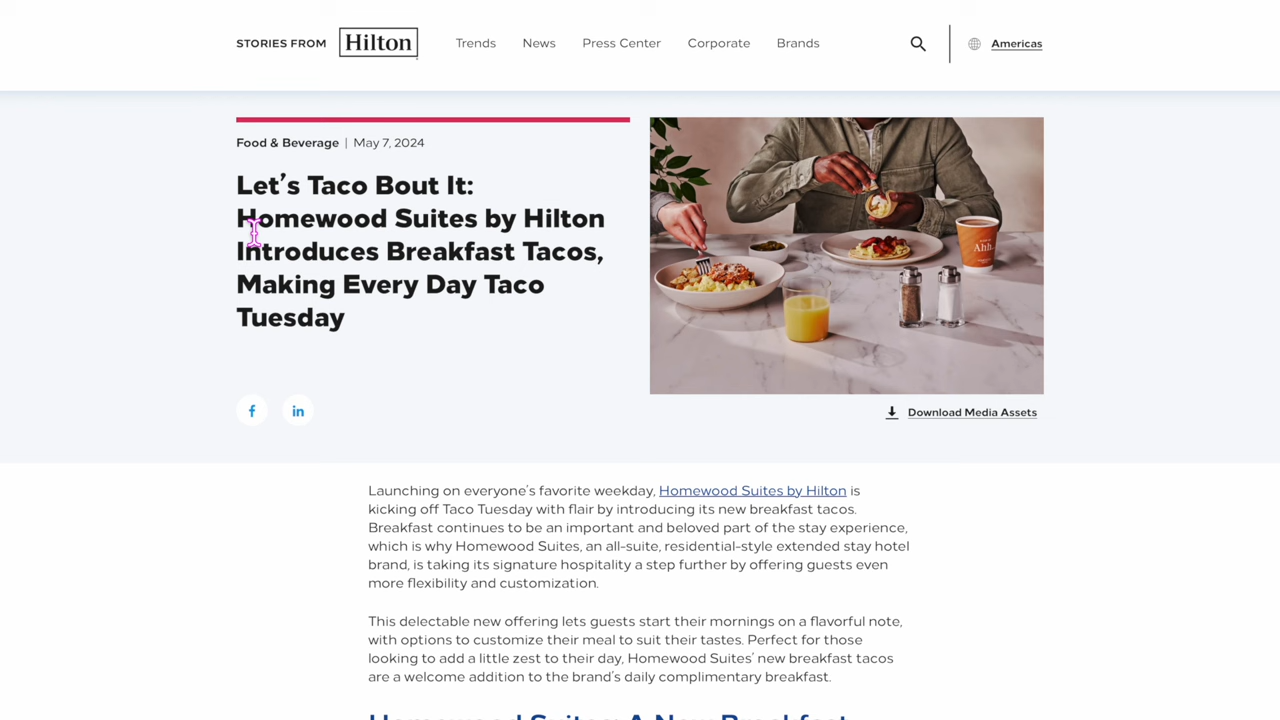 STORIES FROM Hilton Trends News Press Center Corporate Brands Americas
Food & Beverage | May 7, 2024
Let's Taco Bout It:
Homewood Suites by Hilton
Introduces Breakfast Tacos,
Making Every Day Taco
Tuesday
Ahh.
Download Media Assets
Launching on everyone's favorite weekday, Homewood Suites by Hilton is
kicking off Taco Tuesday with flair by introducing its new breakfast tacos.
Breakfast continues to be an important and beloved part of the stay experience,
which is why Homewood Suites, an all-suite, residential-style extended stay hotel
brand, is taking its signature hospitality a step further by offering guests even
more flexibility and customization.
This delectable new offering lets guests start their mornings on a flavorful note,
with options to customize their meal to suit their tastes. Perfect for those
looking to add a little zest to their day, Homewood Suites' new breakfast tacos
are a welcome addition to the brand's daily complimentary breakfast.
Homewood Suites: A New Breakfast